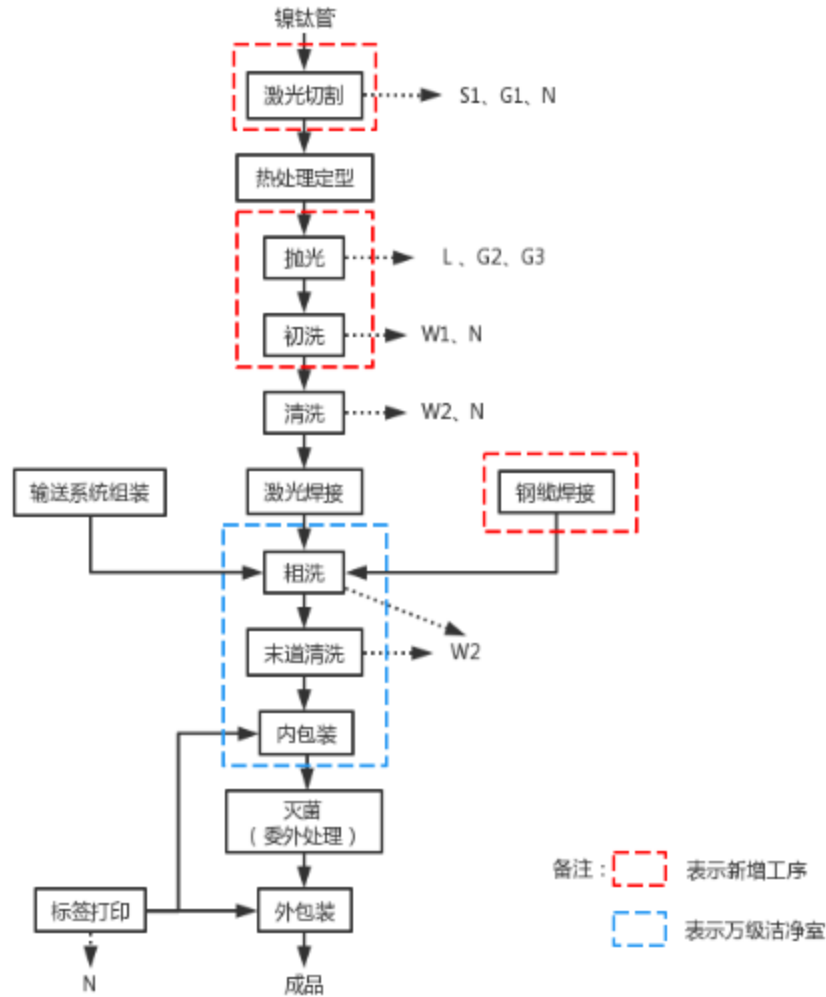 镍钛管
激光切割
S1、G1、N
热处理定型
抛光
L 、G2、G3
初洗
W1、N
清洗
W2、N
输送系统组装
激光焊接
钢缆焊接
粗洗
末道清洗
W2
内包装
灭菌
（委外处理）
备注：
表示新增工序
标签打印
外包装
表示万级洁净室
N
成品